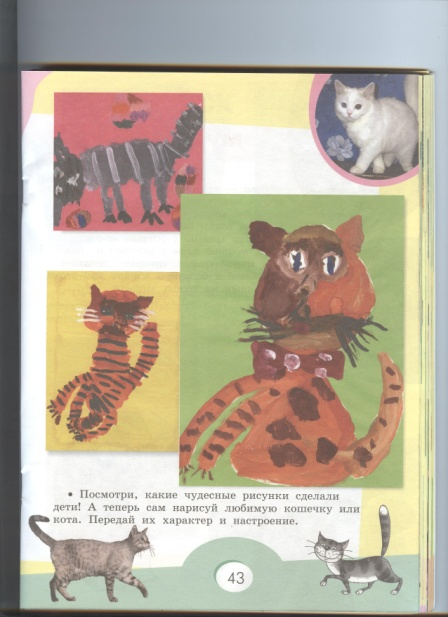 • Посмотри, какие чудесные рисунки сделали
дети! А теперь сам нарисуй любимую кошечку или
кота. Передай их характер и настроение.
43